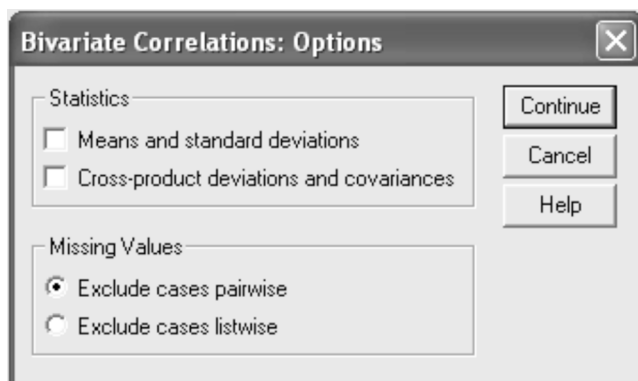 Bivariate Correlations: Options
Statistics
Means and standard deviations
Cross-product deviations and covariances
Missing Values
Exclude cases pairwise
Exclude cases listwise
Continue
Cancel
Help